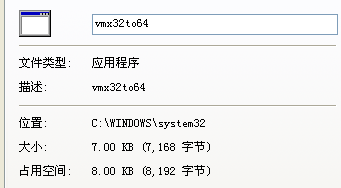 vmx32to64
文件类型: 应用程序
描述: vmx32to64
位置: C:\WINDOWS\system32
大小: 7.00 KB (7,168 字节)
占用空间: 8.00 KB (8,192 字节)